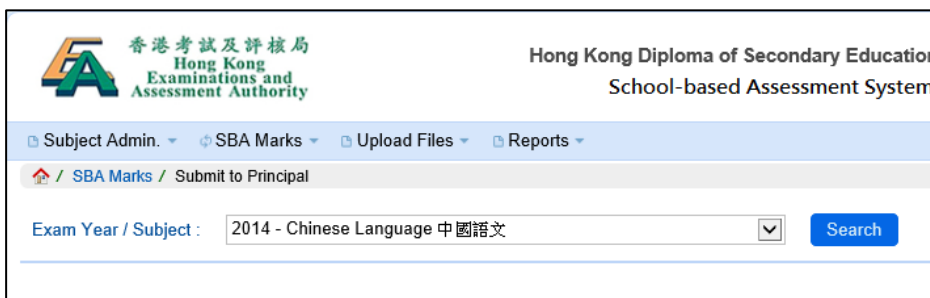 香港考試及評核局
Hong Kong
Examinations and
Assessment Authority
Hong Kong Diploma of Secondary Education
School-based Assessment System
Subject Admin. SBA Marks Upload Files Reports
/ SBA Marks / Submit to Principal
Exam Year / Subject : 2014 - Chinese Language 中國語文 Search